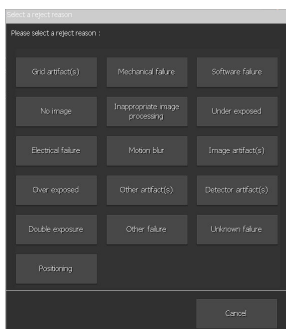 Select a reject reason
Please select a reject reason :
Grid artifact(s)
Mechanical failure
Software failure
No image
Inappropriate image
processing
Under exposed
Electrical failure
Motion blur
Image artifact(s)
Over exposed
Other artifact(s)
Detector artifact(s)
Double exposure
Other failure
Unknown failure
Positioning
Cancel